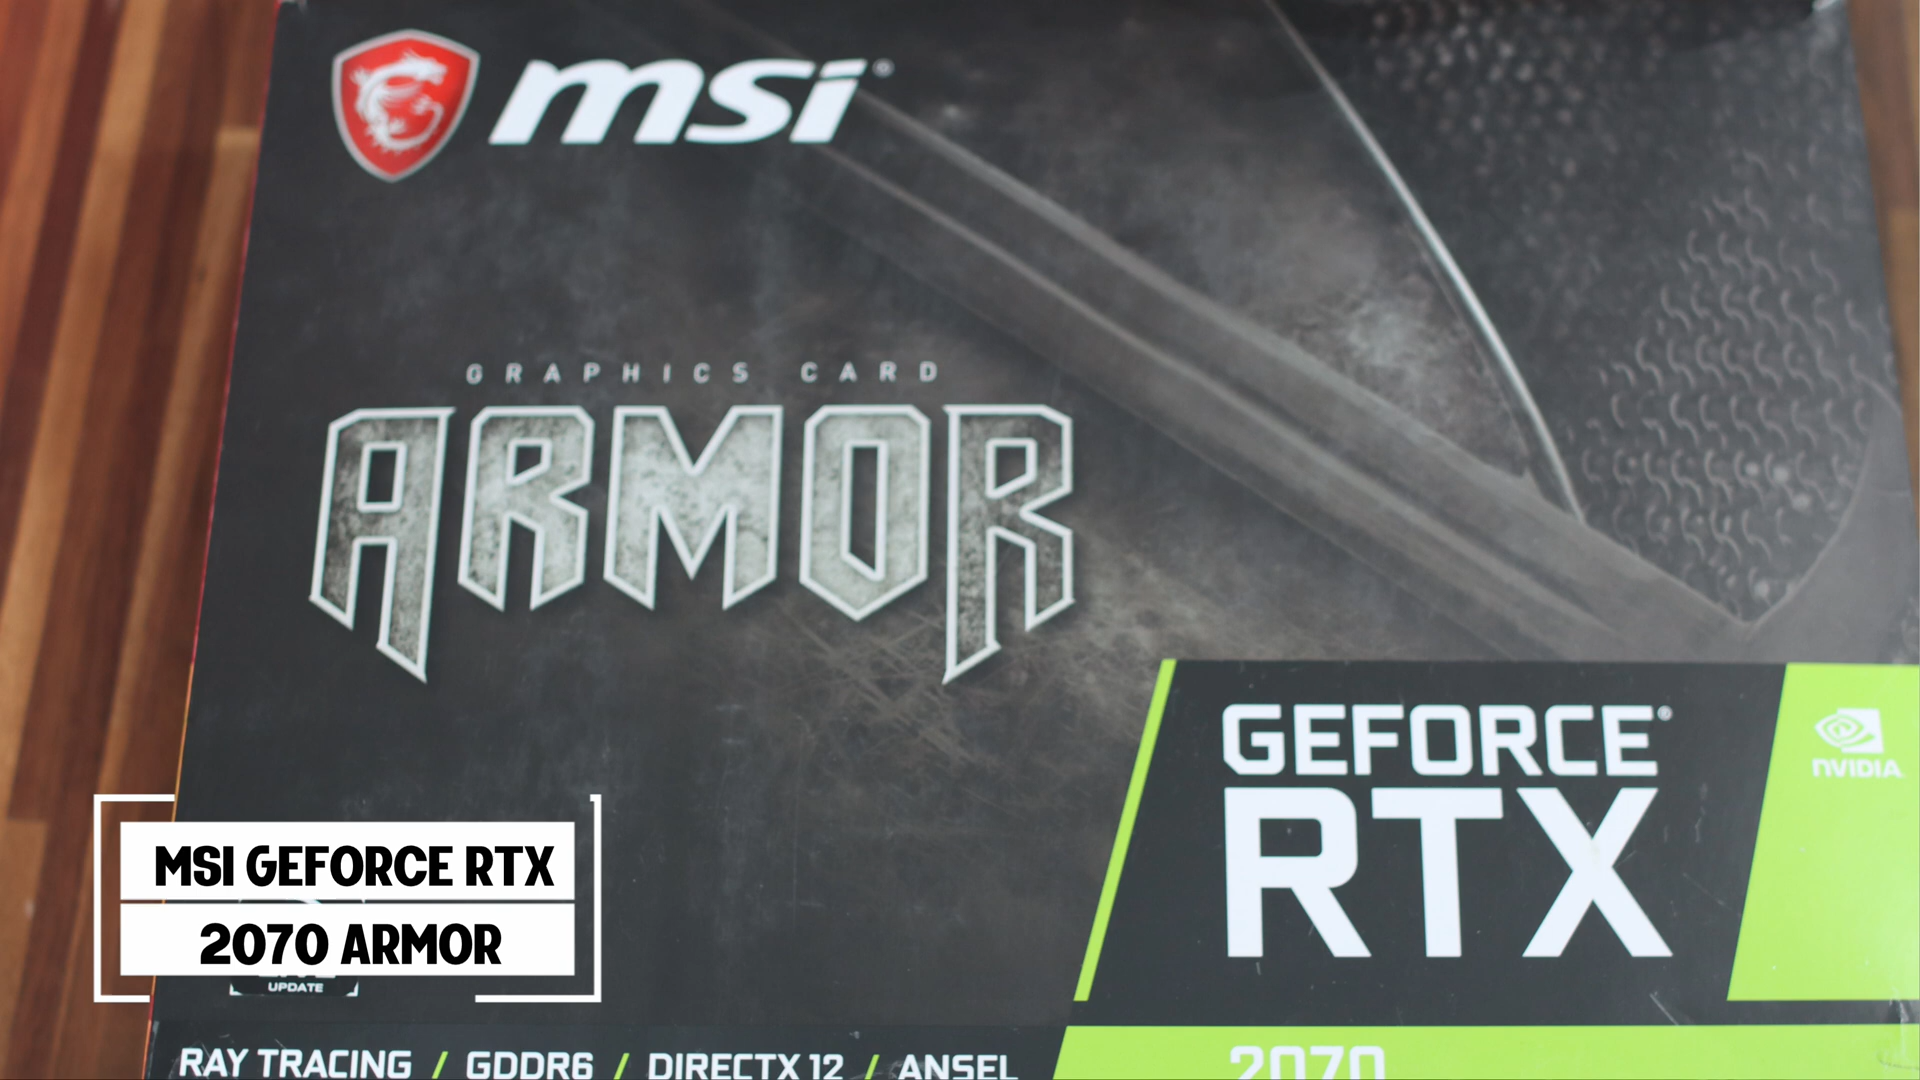 msi
GRAPHICS CARD
ARMOR
GEFORCE®
RTX
NVIDIA
MSI GEFORCE RTX
2070 ARMOR
UPDATE
RAY TRACING / GDDR6 / DIRECTX 12 / ANSEL
2070